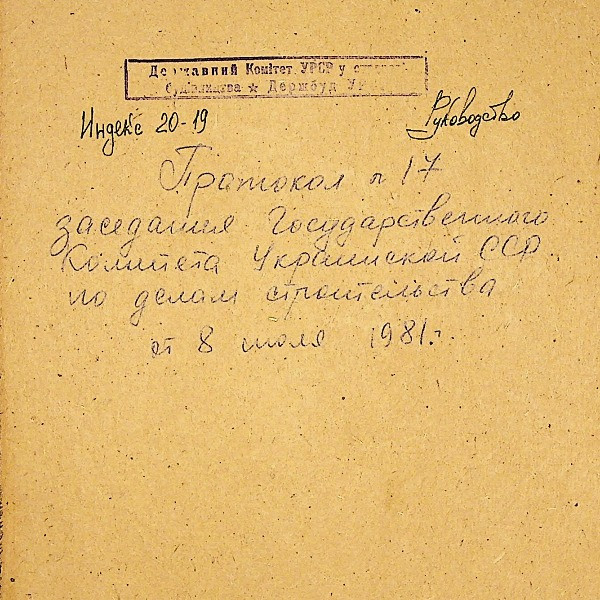 Державний Комітет УРСР у
будівництва ★ Держбуд
Индекс 20-19
Руководство
Протокол № 17
заседания Государственного
Комитета Украинской ССР
по делам строительства
от 8 июля 1981 г.